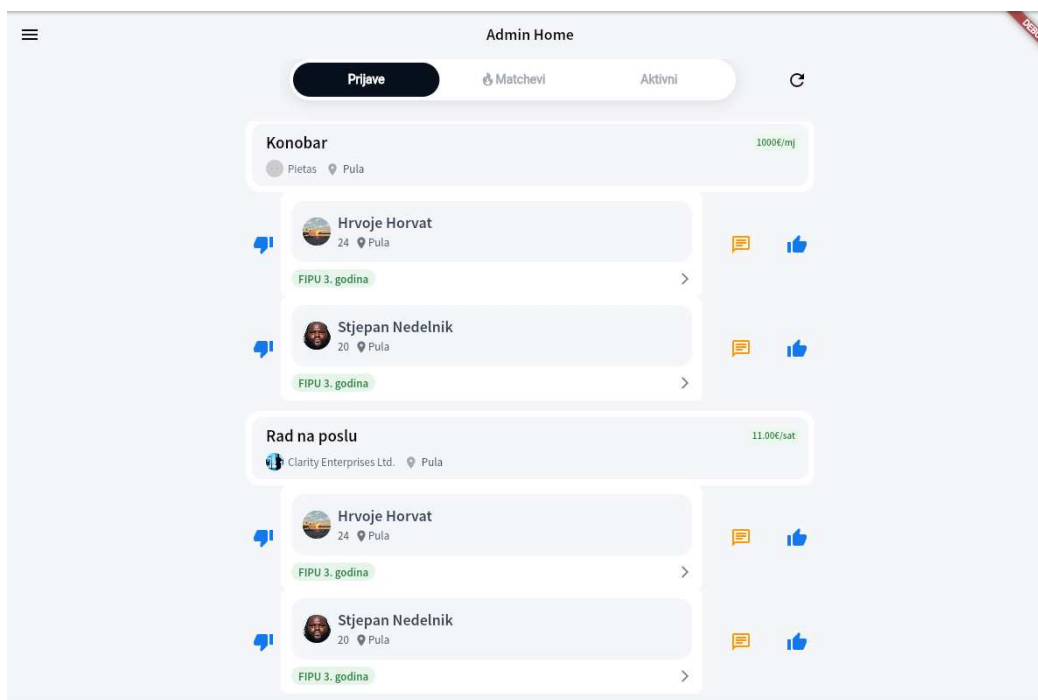 Admin Home
Prijave Matchevi Aktivni
Konobar 1000€/mj
Pietas Pula
Hrvoje Horvat
24 Pula
FIPU 3. godina
Stjepan Nedelnik
20 Pula
FIPU 3. godina
Rad na poslu 11.00€/sat
Clarity Enterprises Ltd. Pula
Hrvoje Horvat
24 Pula
FIPU 3. godina
Stjepan Nedelnik
20 Pula
FIPU 3. godina